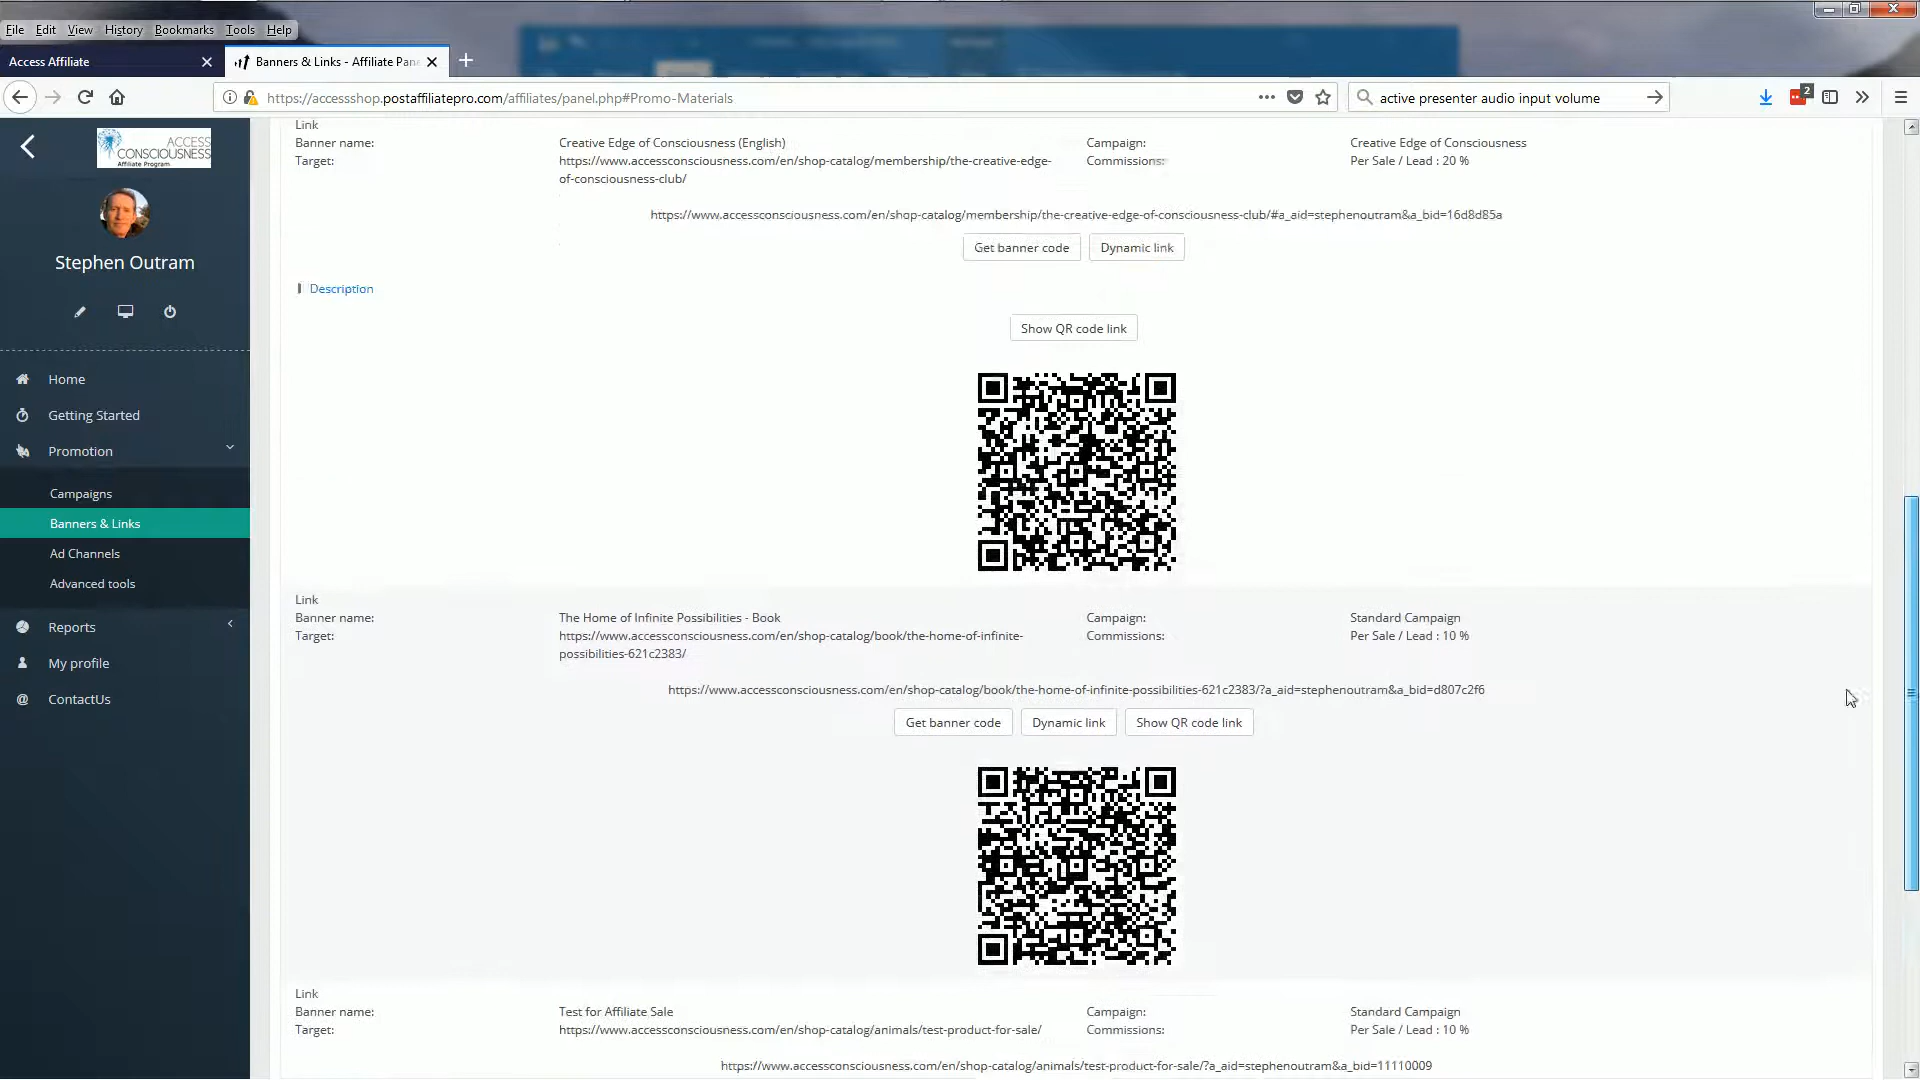 File Edit View History Bookmarks Tools Help
Access Affiliate
Banners & Links - Affiliate Pan
https://accessshop.postaffiliatepro.com/affiliates/panel.php#Promo-Materials
active presenter audio input volume
2
ACCESS
CONSCIOUSNESS
Affiliate Program
Stephen Outram
Home
Getting Started
Promotion
Campaigns
Banners & Links
Ad Channels
Advanced tools
Reports
My profile
ContactUs
Link
Banner name: Creative Edge of Consciousness (English) Campaign: Creative Edge of Consciousness
Target: https://www.accessconsciousness.com/en/shop-catalog/membership/the-creative-edge- Commissions: Per Sale / Lead : 20 %
of-consciousness-club/
https://www.accessconsciousness.com/en/shop-catalog/membership/the-creative-edge-of-consciousness-club/#a_aid=stephenoutram&a_bid=16d8d85a
Get banner code Dynamic link
Description
Show QR code link
Link
Banner name: The Home of Infinite Possibilities - Book Campaign: Standard Campaign
Target: https://www.accessconsciousness.com/en/shop-catalog/book/the-home-of-infinite- Commissions: Per Sale / Lead : 10 %
possibilities-621c2383/
https://www.accessconsciousness.com/en/shop-catalog/book/the-home-of-infinite-possibilities-621c2383/?a_aid=stephenoutram&a_bid=d807c2f6
Get banner code Dynamic link Show QR code link
Link
Banner name: Test for Affiliate Sale Campaign: Standard Campaign
Target: https://www.accessconsciousness.com/en/shop-catalog/animals/test-product-for-sale/ Commissions: Per Sale / Lead : 10 %
https://www.accessconsciousness.com/en/shop-catalog/animals/test-product-for-sale/?a_aid=stephenoutram&a_bid=11110009